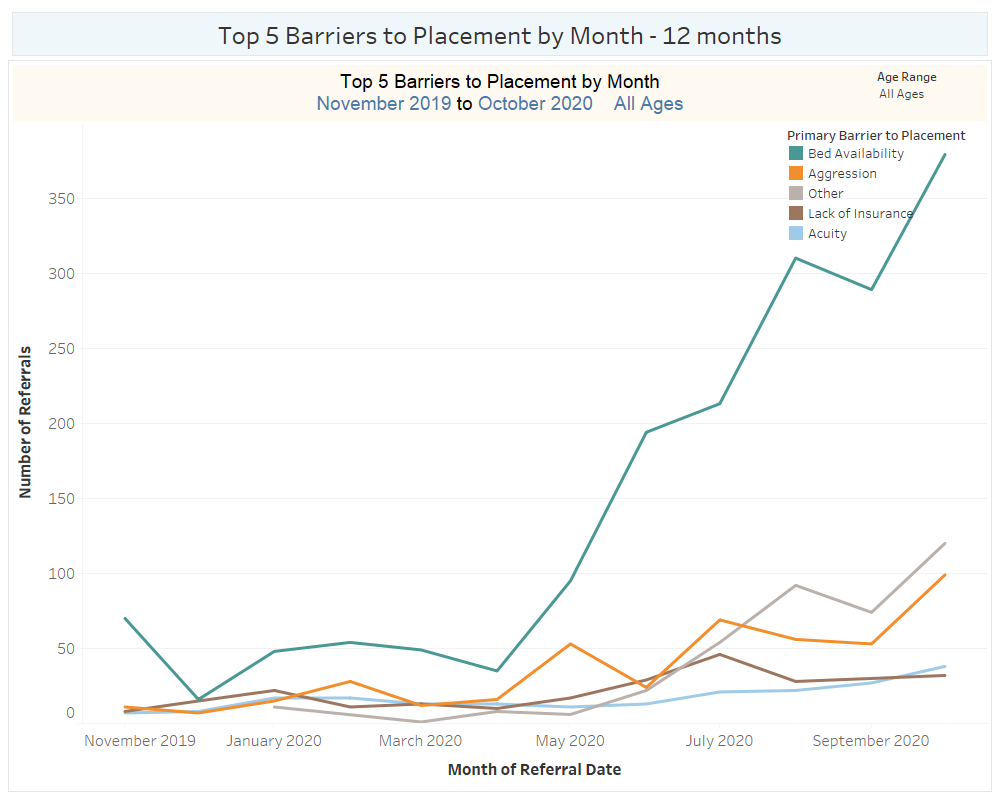 Top 5 Barriers to Placement by Month - 12 months
Top 5 Barriers to Placement by Month
November 2019 to October 2020 All Ages
Age Range
All Ages
Primary Barrier to Placement
Bed Availability
Aggression
Other
Lack of Insurance
Acuity
Number of Referrals
350
300
250
200
150
100
50
0
November 2019 January 2020 March 2020 May 2020 July 2020 September 2020
Month of Referral Date